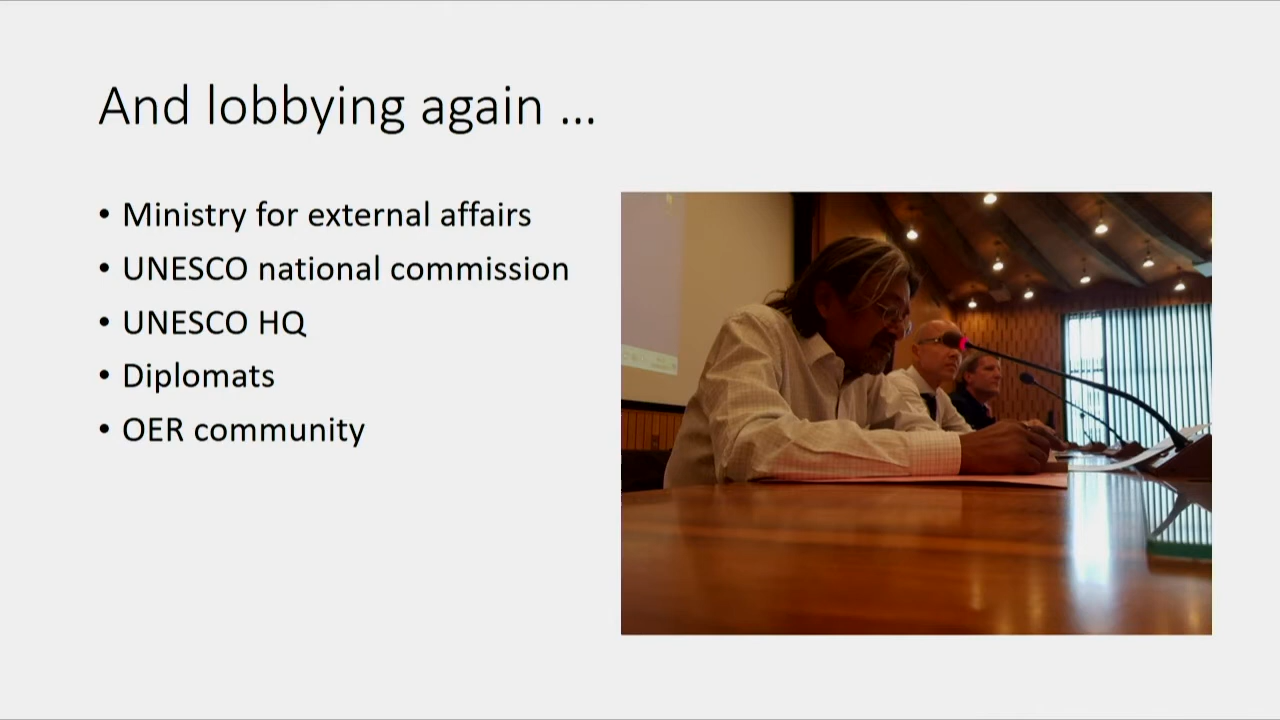 And lobbying again ...
• Ministry for external affairs
• UNESCO national commission
• UNESCO HQ
• Diplomats
• OER community